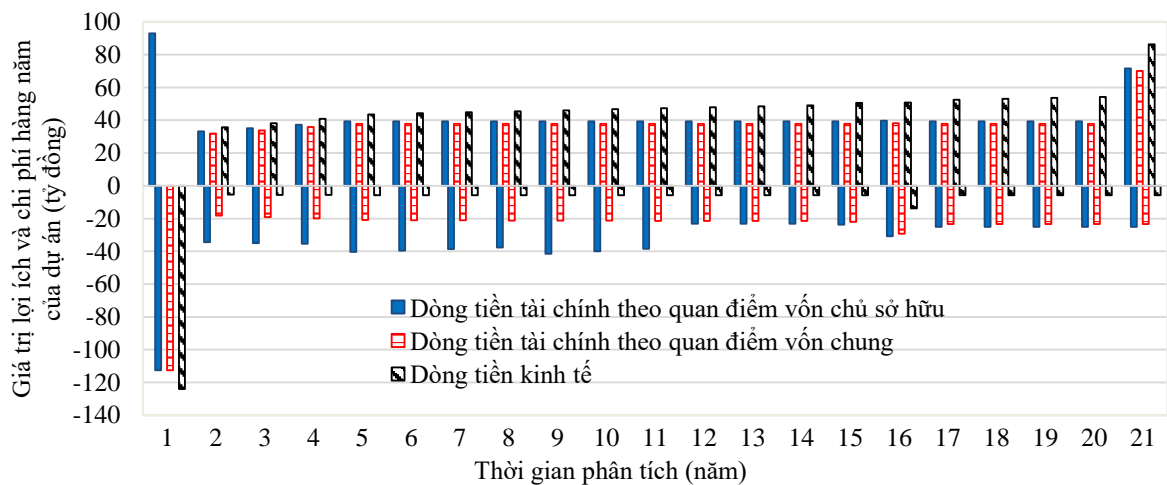 Giá trị lợi ích và chi phí hàng năm
của dự án (tỷ đồng)
100
80
60
40
20
0
-20
-40
-60
-80
-100
-120
-140
Dòng tiền tài chính theo quan điểm vốn chủ sở hữu
Dòng tiền tài chính theo quan điểm vốn chung
Dòng tiền kinh tế
1 2 3 4 5 6 7 8 9 10 11 12 13 14 15 16 17 18 19 20 21
Thời gian phân tích (năm)